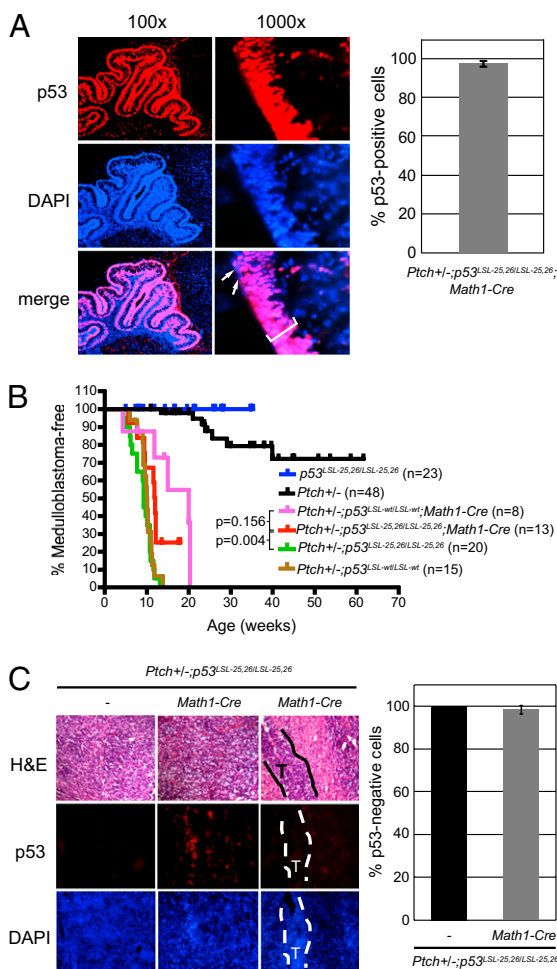 A
100x 1000x
p53
DAPI
merge
% p53-positive cells
100
80
60
40
20
0
Ptch+/-;p53LSL-25,26/LSL-25,26;
Math1-Cre
B
% Medulloblastoma-free
110
100
90
80
70
60
50
40
30
20
10
0
0 10 20 30 40 50 60 70
Age (weeks)
p53LSL-25,26/LSL-25,26 (n=23)
Ptch+/- (n=48)
Ptch+/-;p53LSL-wt/LSL-wt;Math1-Cre (n=8)
p=0.156
Ptch+/-;p53LSL-25,26/LSL-25,26;Math1-Cre (n=13)
p=0.004
Ptch+/-;p53LSL-25,26/LSL-25,26 (n=20)
Ptch+/-;p53LSL-wt/LSL-wt (n=15)
C
Ptch+/-;p53LSL-25,26/LSL-25,26
- Math1-Cre Math1-Cre
H&E
T
p53
T
DAPI
T
% p53-negative cells
100
80
60
40
20
0
- Math1-Cre
Ptch+/-;p53LSL-25,26/LSL-25,26